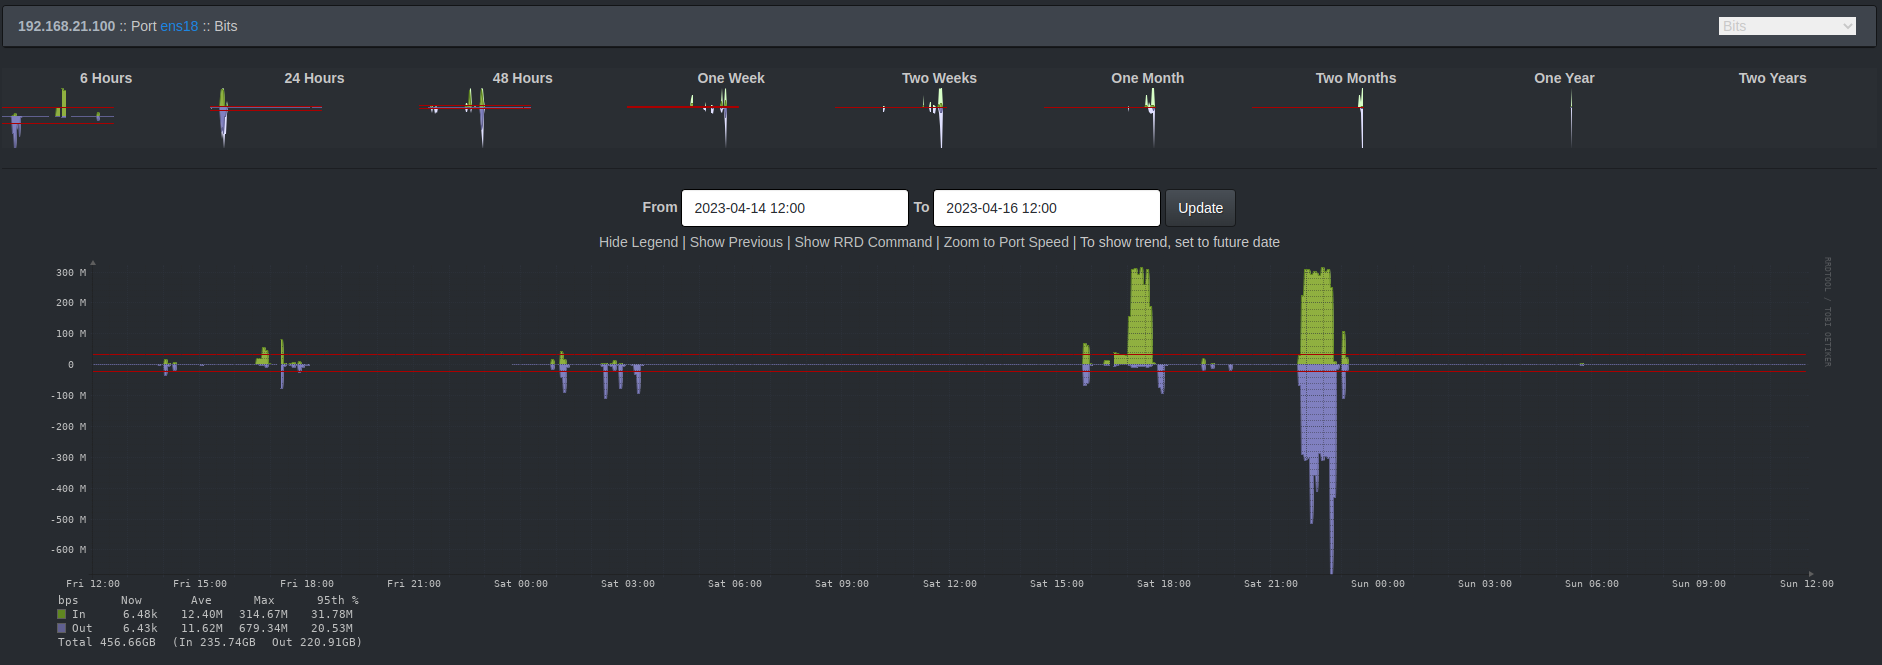 192.168.21.100 :: Port ens18 :: Bits
Bits
6 Hours
24 Hours
48 Hours
One Week
Two Weeks
One Month
Two Months
One Year
Two Years
From 2023-04-14 12:00 To 2023-04-16 12:00 Update
Hide Legend | Show Previous | Show RRD Command | Zoom to Port Speed | To show trend, set to future date
300 M
200 M
100 M
0
-100 M
-200 M
-300 M
-400 M
-500 M
-600 M
RRDTOOL / TOBI OETIKER
Fri 12:00 Fri 15:00 Fri 18:00 Fri 21:00 Sat 00:00 Sat 03:00 Sat 06:00 Sat 09:00 Sat 12:00 Sat 15:00 Sat 18:00 Sat 21:00 Sun 00:00 Sun 03:00 Sun 06:00 Sun 09:00 Sun 12:00
bps Now Ave Max 95th %
In 6.48k 12.40M 314.67M 31.78M
Out 6.43k 11.62M 679.34M 20.53M
Total 456.66GB (In 235.74GB Out 220.91GB)